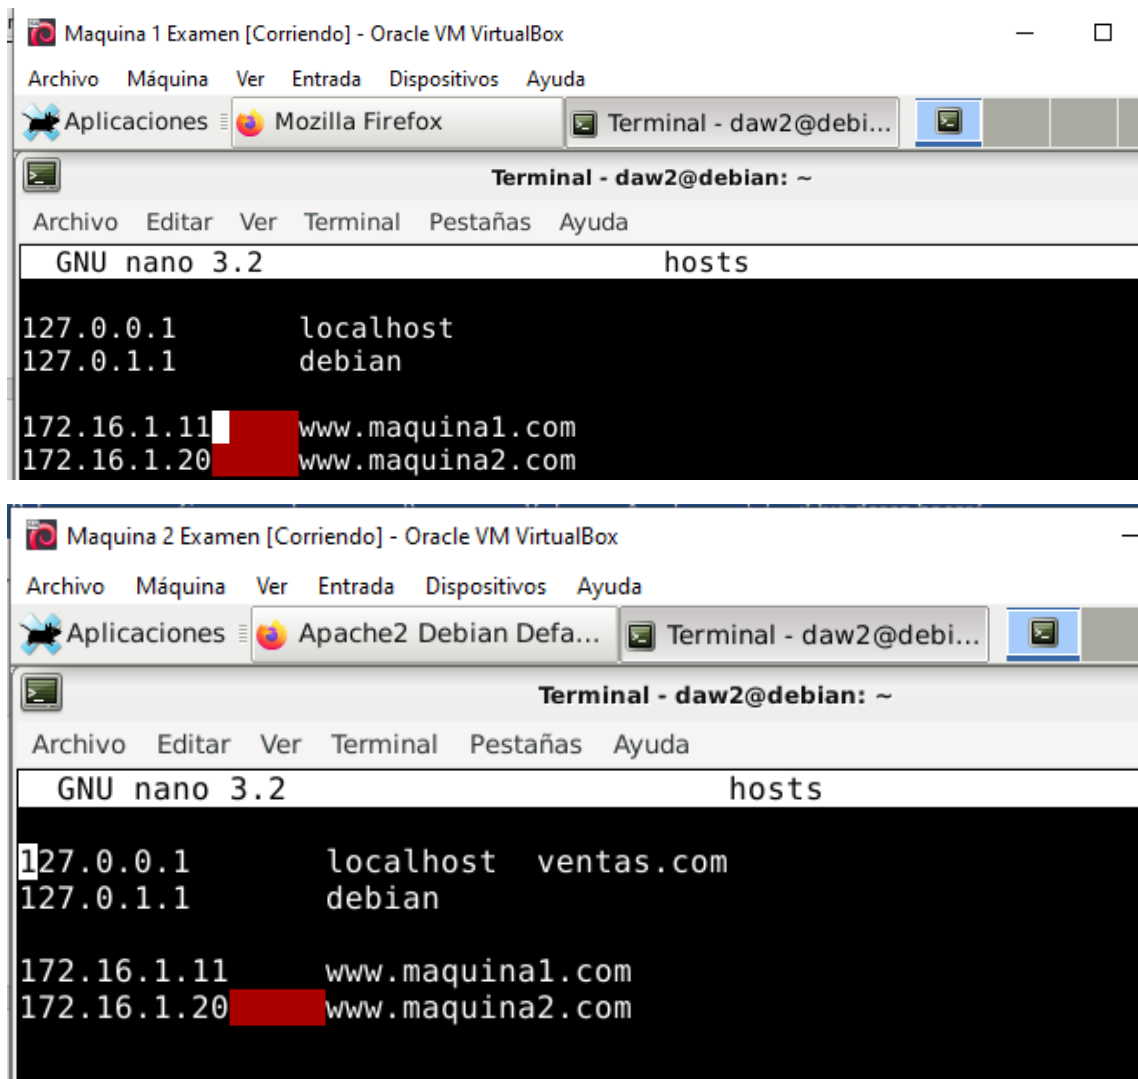 Maquina 1 Examen [Corriendo] - Oracle VM VirtualBox
Archivo Máquina Ver Entrada Dispositivos Ayuda
Aplicaciones Mozilla Firefox Terminal - daw2@debi...
Terminal - daw2@debian: ~
Archivo Editar Ver Terminal Pestañas Ayuda
GNU nano 3.2 hosts
127.0.0.1 localhost
127.0.1.1 debian
172.16.1.11 www.maquina1.com
172.16.1.20 www.maquina2.com
Maquina 2 Examen [Corriendo] - Oracle VM VirtualBox
Archivo Máquina Ver Entrada Dispositivos Ayuda
Aplicaciones Apache2 Debian Defa... Terminal - daw2@debi...
Terminal - daw2@debian: ~
Archivo Editar Ver Terminal Pestañas Ayuda
GNU nano 3.2 hosts
127.0.0.1 localhost ventas.com
127.0.1.1 debian
172.16.1.11 www.maquina1.com
172.16.1.20 www.maquina2.com